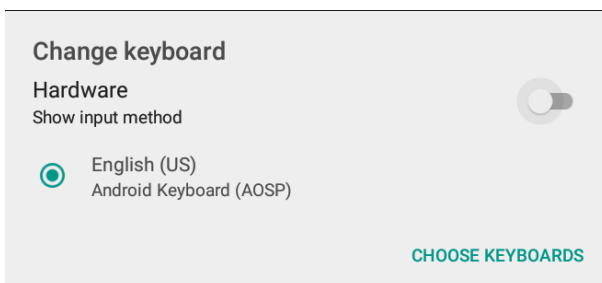 Change keyboard
Hardware
Show input method
English (US)
Android Keyboard (AOSP)
CHOOSE KEYBOARDS